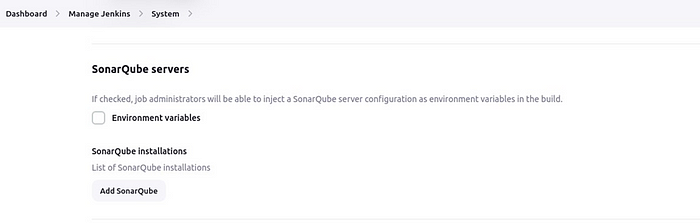 Dashboard > Manage Jenkins > System >
SonarQube servers
If checked, job administrators will be able to inject a SonarQube server configuration as environment variables in the build.
Environment variables
SonarQube installations
List of SonarQube installations
Add SonarQube